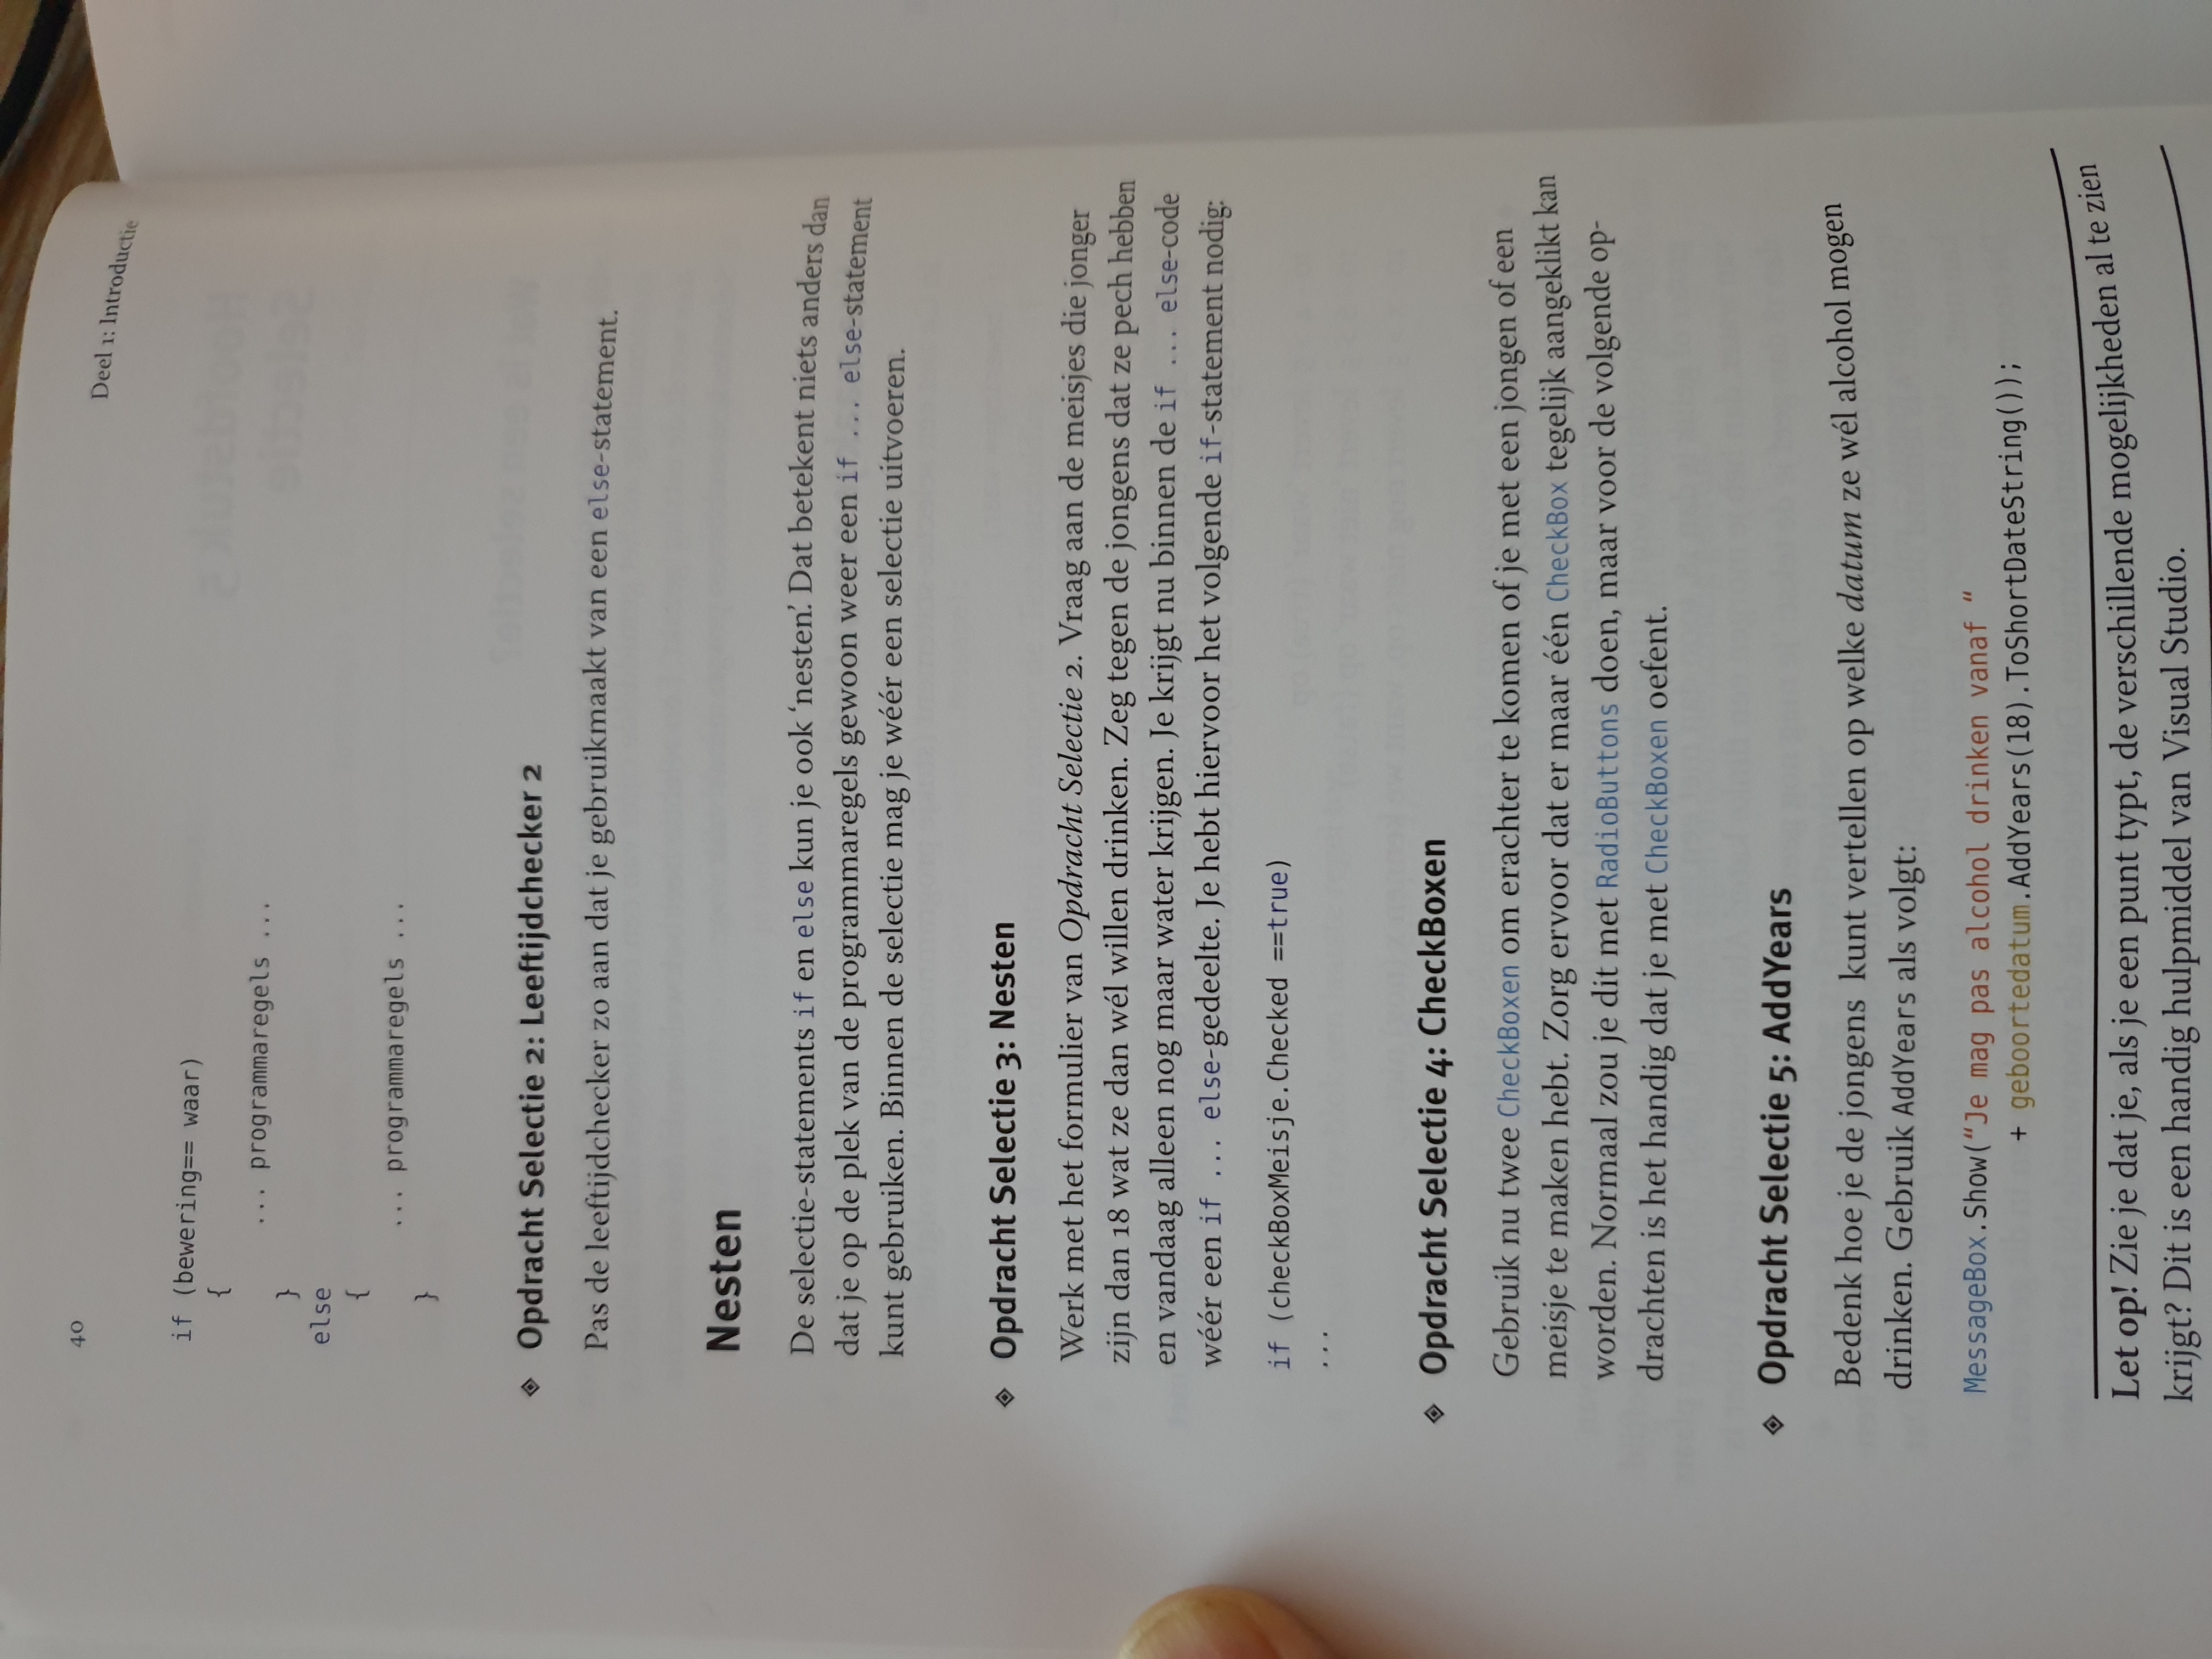 40
Deel 1: Introductie
if (bewering== waar)
{
... programmaregels ...
}
else
{
... programmaregels ...
}
Opdracht Selectie 2: Leeftijdchecker 2
Pas de leeftijdchecker zo aan dat je gebruikmaakt van een else-statement.
Nesten
De selectie-statements if en else kun je ook ‘nesten’. Dat betekent niets anders dan
dat je op de plek van de programmaregels gewoon weer een if ... else-statement
kunt gebruiken. Binnen de selectie mag je wéér een selectie uitvoeren.
Opdracht Selectie 3: Nesten
Werk met het formulier van Opdracht Selectie 2. Vraag aan de meisjes die jonger
zijn dan 18 wat ze dan wél willen drinken. Zeg tegen de jongens dat ze pech hebben
en vandaag alleen nog maar water krijgen. Je krijgt nu binnen de if ... else-code
wéér een if ... else-gedeelte. Je hebt hiervoor het volgende if-statement nodig:
if (checkBoxMeisje.Checked ==true)
...
Opdracht Selectie 4: CheckBoxen
Gebruik nu twee CheckBoxen om erachter te komen of je met een jongen of een
meisje te maken hebt. Zorg ervoor dat er maar één CheckBox tegelijk aangeklikt kan
worden. Normaal zou je dit met RadioButtons doen, maar voor de volgende op-
drachten is het handig dat je met CheckBoxen oefent.
Opdracht Selectie 5: AddYears
Bedenk hoe je de jongens kunt vertellen op welke datum ze wél alcohol mogen
drinken. Gebruik AddYears als volgt:
MessageBox.Show(“Je mag pas alcohol drinken vanaf “
+ geboortedatum.AddYears(18).ToShortDateString());
Let op! Zie je dat je, als je een punt typt, de verschillende mogelijkheden al te zien
krijgt? Dit is een handig hulpmiddel van Visual Studio.